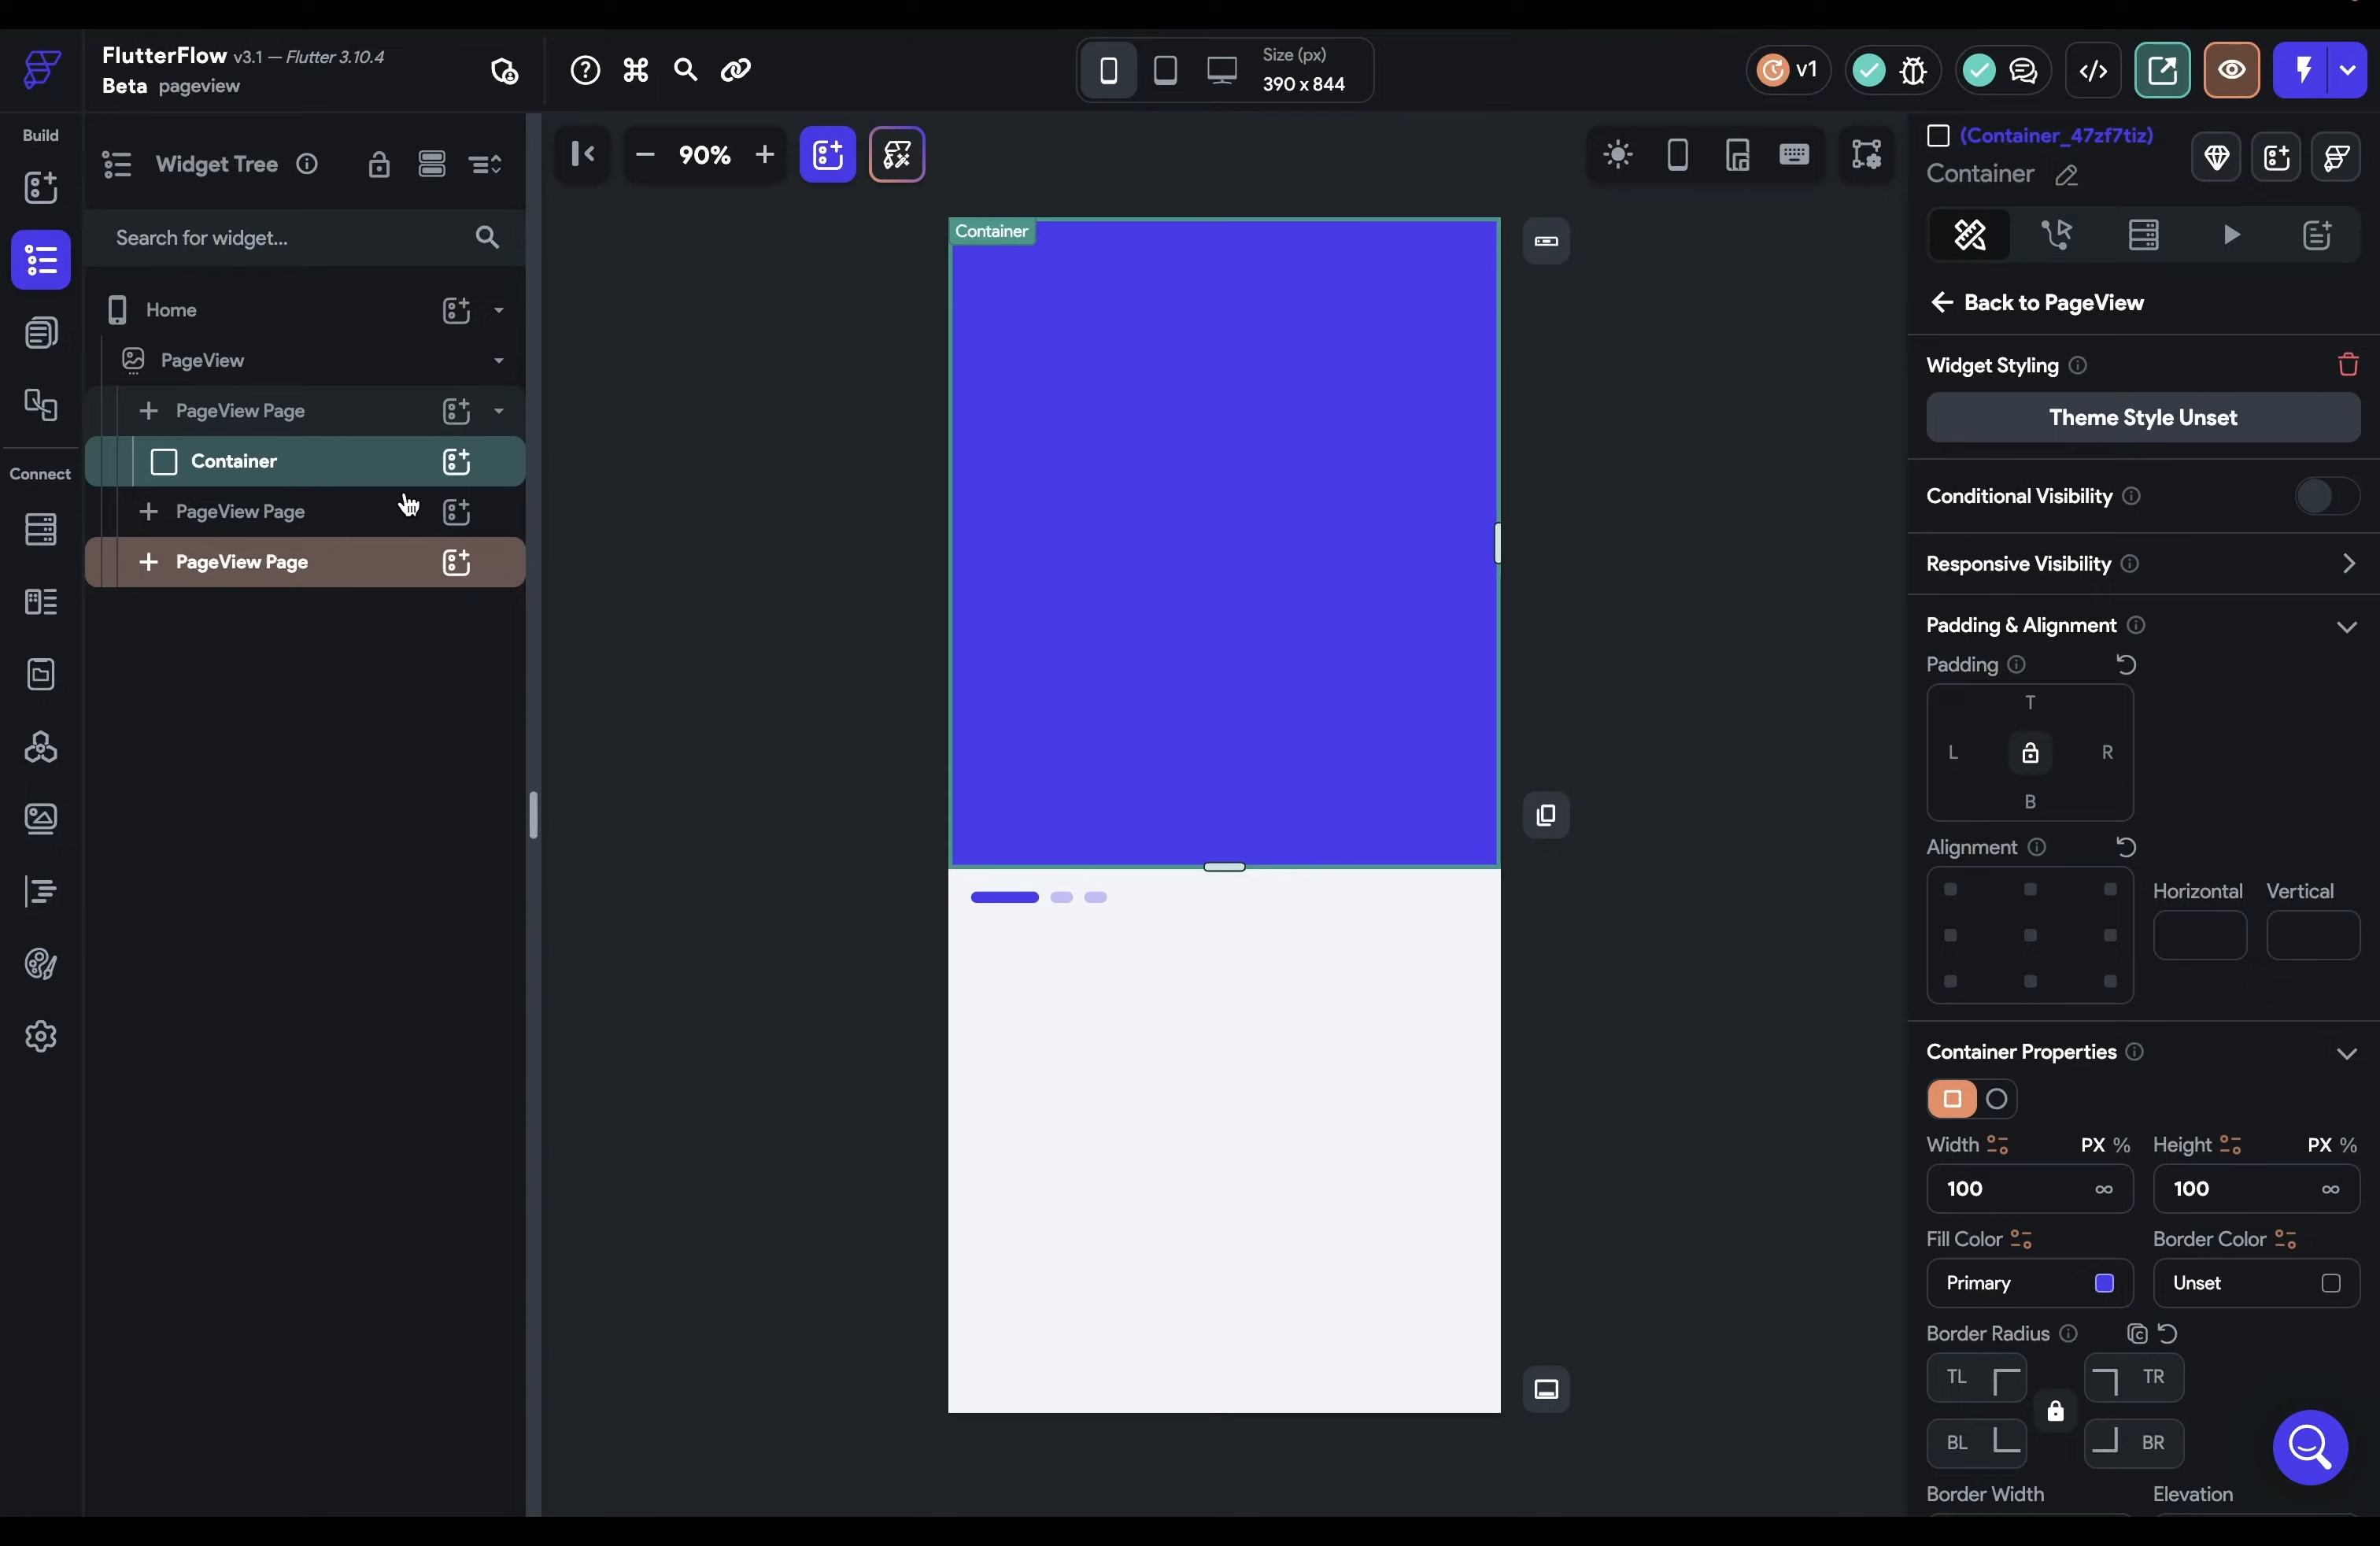 FlutterFlow v3.1 — Flutter 3.10.4
Beta pageview
Size (px)
390 x 844
v1
Build
Connect
Widget Tree
Search for widget...
Home
PageView
PageView Page
Container
PageView Page
PageView Page
90%
Container
(Container_47zf7tiz)
Container
Back to PageView
Widget Styling
Theme Style Unset
Conditional Visibility
Responsive Visibility
Padding & Alignment
Padding
T
L R
B
Alignment
Horizontal Vertical
Container Properties
Width PX % Height PX %
100 ∞ 100 ∞
Fill Color Border Color
Primary Unset
Border Radius
TL TR
BL BR
Border Width Elevation